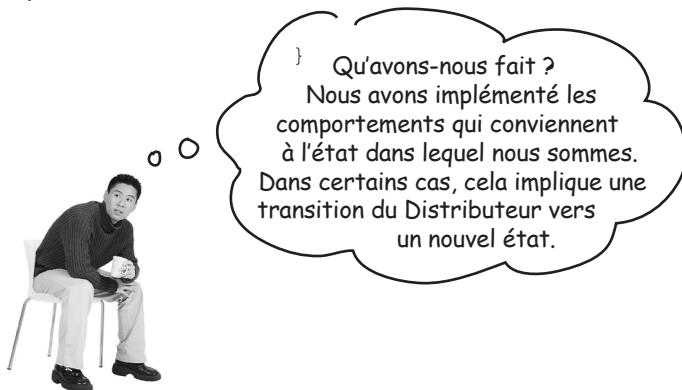 }
Qu'avons-nous fait ?
Nous avons implémenté les
comportements qui conviennent
à l'état dans lequel nous sommes.
Dans certains cas, cela implique une
transition du Distributeur vers
un nouvel état.